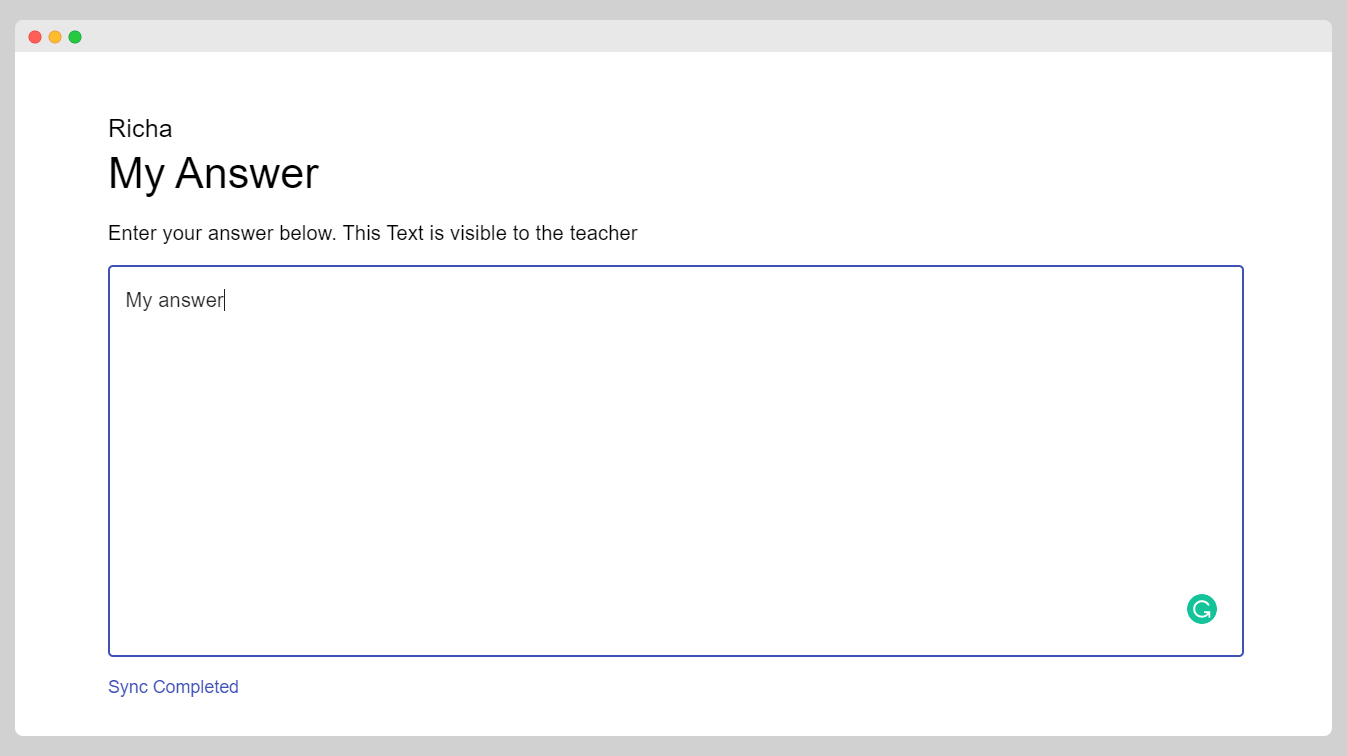 Richa
My Answer
Enter your answer below. This Text is visible to the teacher
My answer
Sync Completed